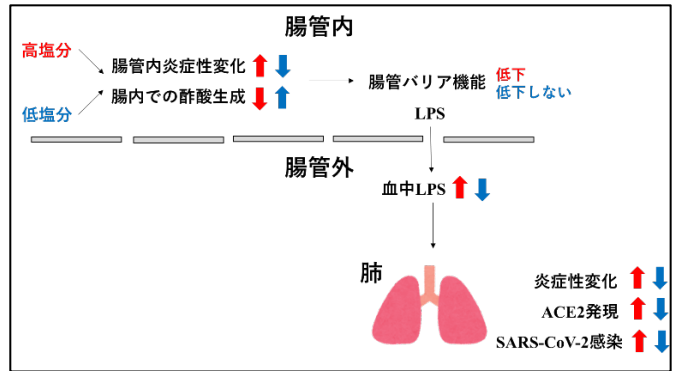 腸管内
高塩分
腸管内炎症性変化
腸管バリア機能 低下
低下しない
腸内での酢酸生成
低塩分
LPS
腸管外
血中LPS
肺
炎症性変化
ACE2発現
SARS-CoV-2感染